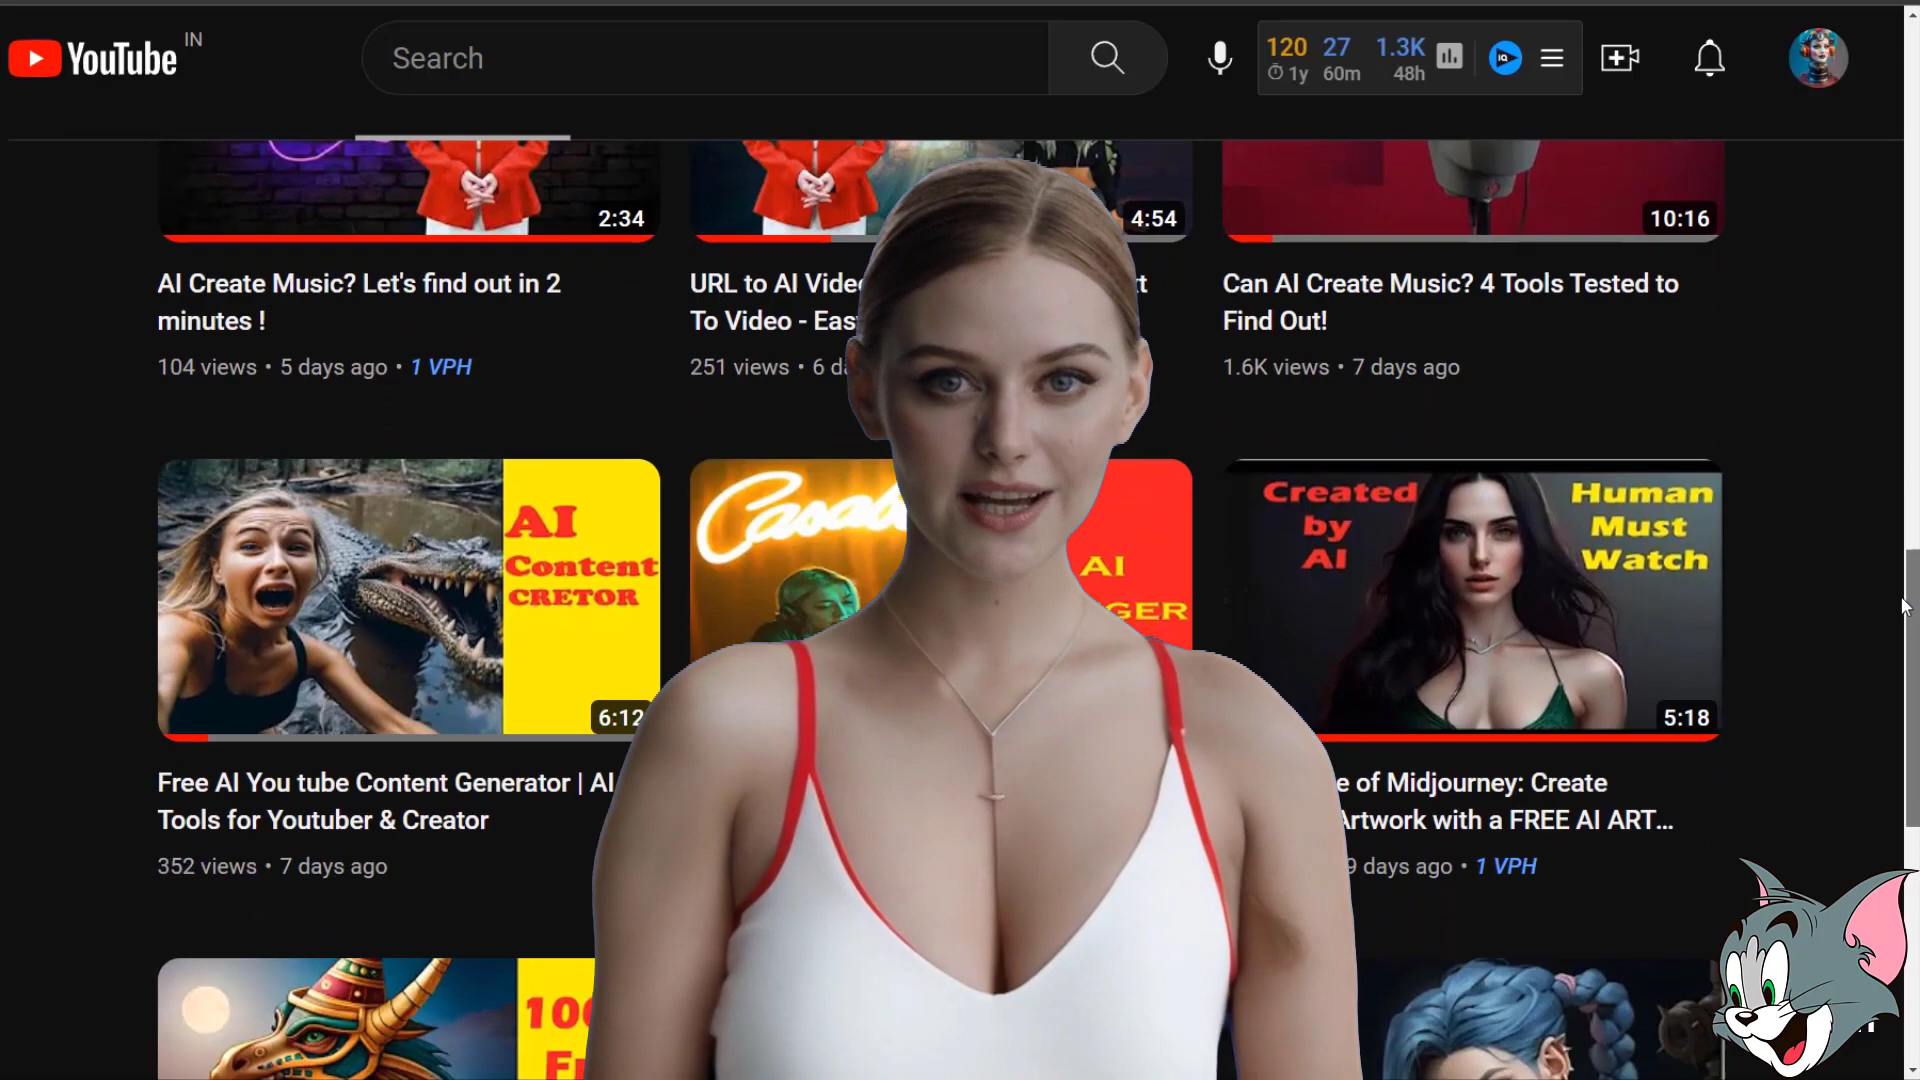 YouTube IN
Search
120 27 1.3K
1y 60m 48h
iQ
2:34
4:54
10:16
AI Create Music? Let's find out in 2
minutes !
104 views • 5 days ago • 1 VPH
URL to AI
To Video -
251 views • 6
Can AI Create Music? 4 Tools Tested to
Find Out!
1.6K views • 7 days ago
AI
Content
CRETOR
6:12
AI
Created
by
AI
Human
Must
Watch
5:18
Free AI You tube Content Generator | AI
Tools for Youtuber & Creator
352 views • 7 days ago
of Midjourney: Create
Artwork with a FREE AI ART...
9 days ago • 1 VPH